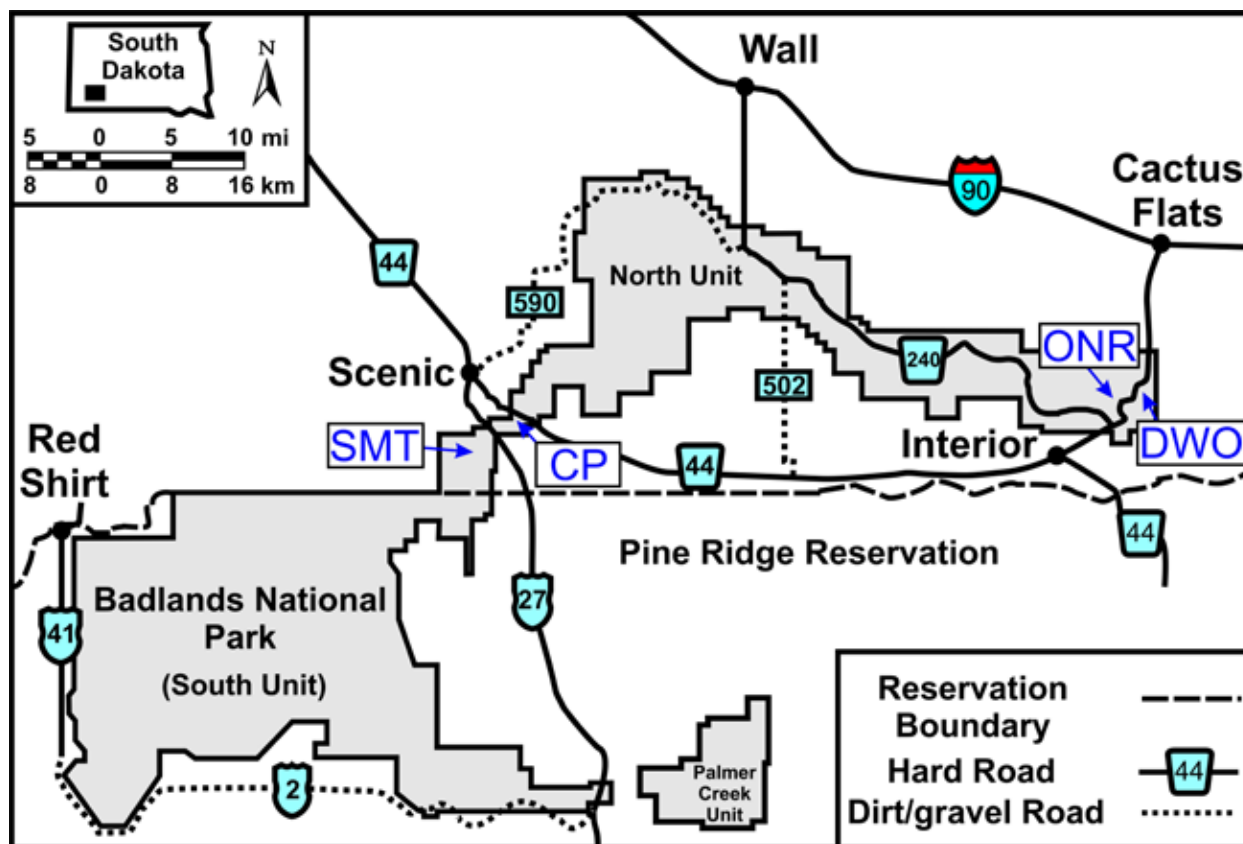 South
Dakota
N
5 0 5 10 mi
8 0 8 16 km
Wall
90
Cactus
Flats
44
590
North Unit
Scenic
240
ONR
502
Red
Shirt
SMT
CP
44
Interior
DWO
Pine Ridge Reservation
44
Badlands National
Park
(South Unit)
41
27
2
Palmer
Creek
Unit
Reservation
Boundary
Hard Road 44
Dirt/gravel Road